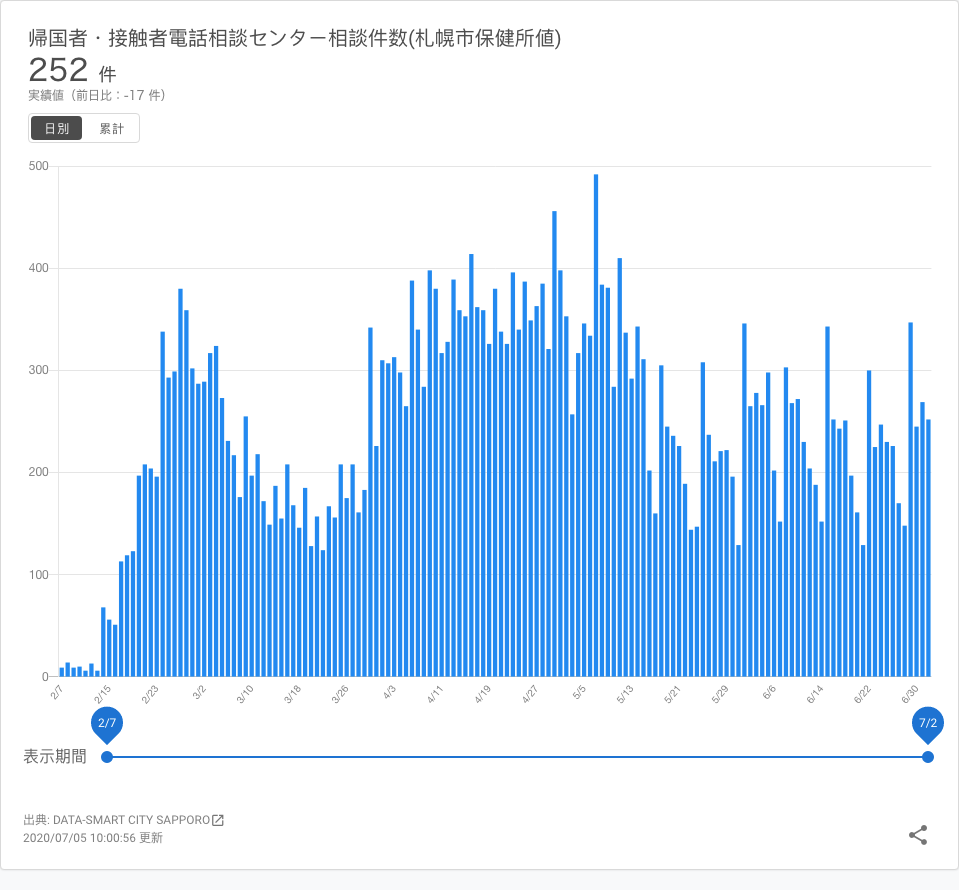 帰国者・接触者電話相談センター相談件数(札幌市保健所値)
252 件
実績値（前日比：-17 件）
日別 累計
500
400
300
200
100
0
2/7 2/15 2/23 3/2 3/10 3/18 3/26 4/3 4/11 4/19 4/27 5/5 5/13 5/21 5/29 6/6 6/14 6/22 6/30
2/7 7/2
表示期間
出典: DATA-SMART CITY SAPPORO
2020/07/05 10:00:56 更新